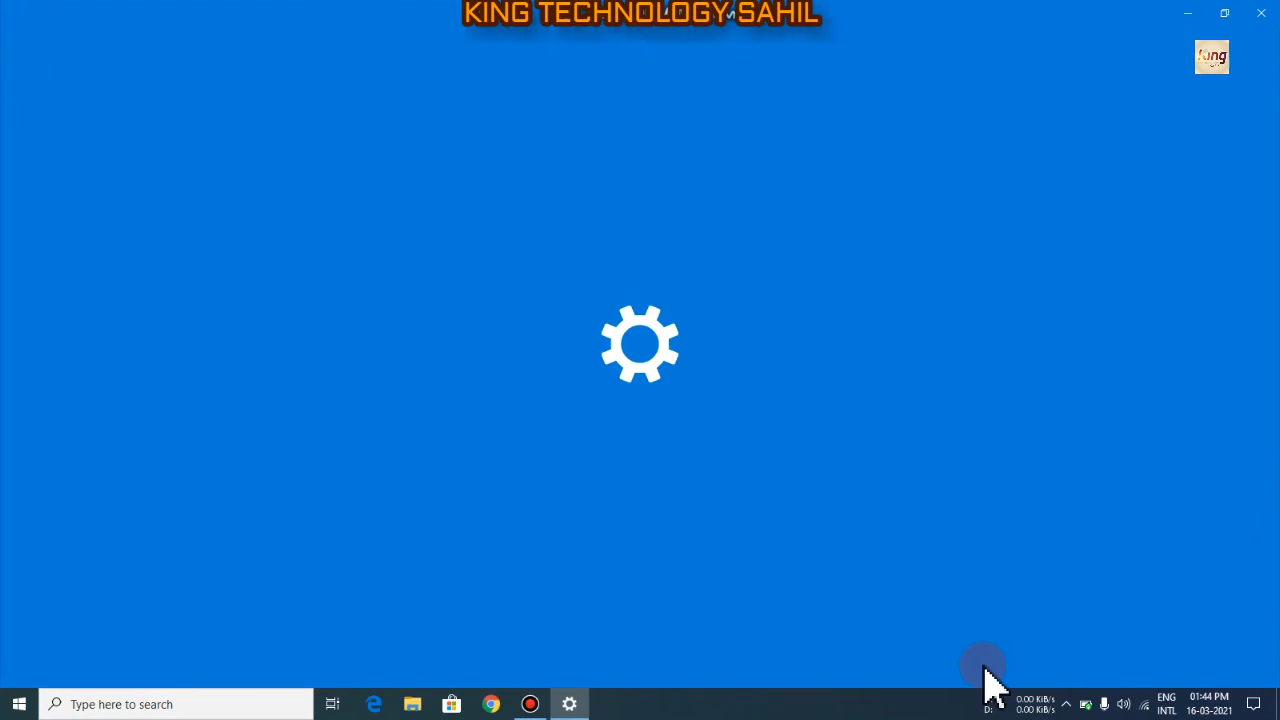 KING TECHNOLOGY SAHIL
King
Type here to search
D:
0.00 KiB/s
0.00 KiB/s
ENG
INTL
01:44 PM
16-03-2021